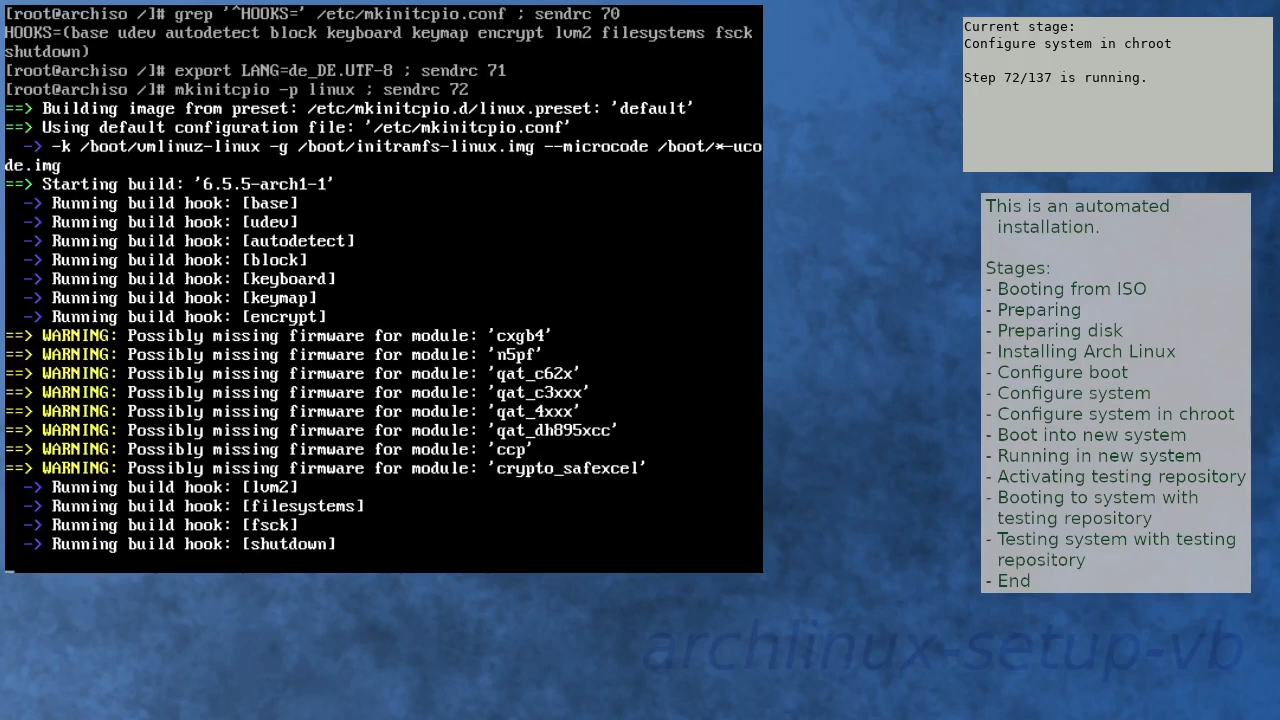 [root@archiso /]# grep '^HOOKS=' /etc/mkinitcpio.conf ; sendrc 70
HOOKS=(base udev autodetect block keyboard keymap encrypt lvm2 filesystems fsck
shutdown)
[root@archiso /]# export LANG=de_DE.UTF-8 ; sendrc 71
[root@archiso /]# mkinitcpio -p linux ; sendrc 72
==> Building image from preset: /etc/mkinitcpio.d/linux.preset: 'default'
==> Using default configuration file: '/etc/mkinitcpio.conf'
  -> -k /boot/vmlinuz-linux -g /boot/initramfs-linux.img --microcode /boot/*-uco
de.img
==> Starting build: '6.5.5-arch1-1'
  -> Running build hook: [base]
  -> Running build hook: [udev]
  -> Running build hook: [autodetect]
  -> Running build hook: [block]
  -> Running build hook: [keyboard]
  -> Running build hook: [keymap]
  -> Running build hook: [encrypt]
==> WARNING: Possibly missing firmware for module: 'cxgb4'
==> WARNING: Possibly missing firmware for module: 'n5pf'
==> WARNING: Possibly missing firmware for module: 'qat_c62x'
==> WARNING: Possibly missing firmware for module: 'qat_c3xxx'
==> WARNING: Possibly missing firmware for module: 'qat_4xxx'
==> WARNING: Possibly missing firmware for module: 'qat_dh895xcc'
==> WARNING: Possibly missing firmware for module: 'ccp'
==> WARNING: Possibly missing firmware for module: 'crypto_safexcel'
  -> Running build hook: [lvm2]
  -> Running build hook: [filesystems]
  -> Running build hook: [fsck]
  -> Running build hook: [shutdown]
Current stage:
Configure system in chroot
Step 72/137 is running.
This is an automated
installation.
Stages:
- Booting from ISO
- Preparing
- Preparing disk
- Installing Arch Linux
- Configure boot
- Configure system
- Configure system in chroot
- Boot into new system
- Running in new system
- Activating testing repository
- Booting to system with
testing repository
- Testing system with testing
repository
- End
archlinux-setup-vb